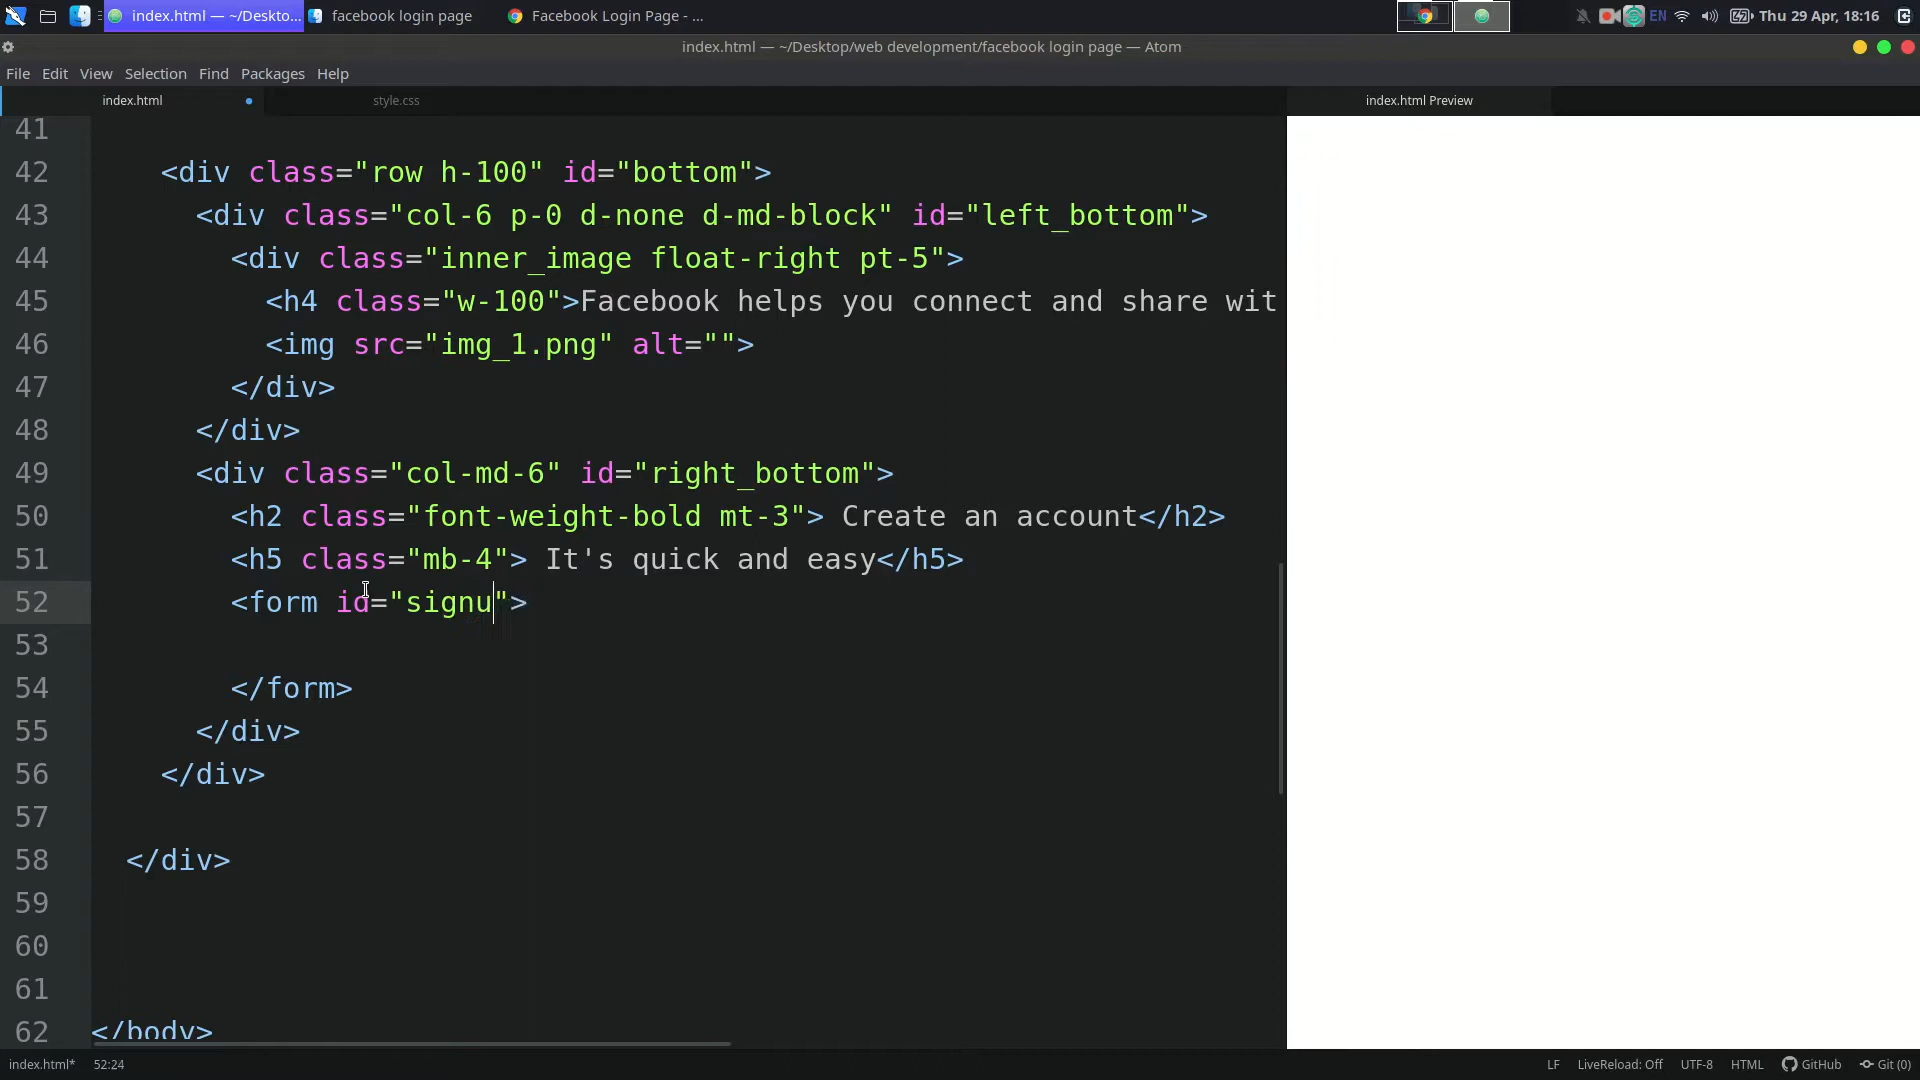 index.html — ~/Deskto...
facebook login page
Facebook Login Page - ...
EN
Thu 29 Apr, 18:16
index.html — ~/Desktop/web development/facebook login page — Atom
File Edit View Selection Find Packages Help
index.html
style.css
index.html Preview
41
42 <div class="row h-100" id="bottom">
43 <div class="col-6 p-0 d-none d-md-block" id="left_bottom">
44 <div class="inner_image float-right pt-5">
45 <h4 class="w-100">Facebook helps you connect and share wit
46 <img src="img_1.png" alt="">
47 </div>
48 </div>
49 <div class="col-md-6" id="right_bottom">
50 <h2 class="font-weight-bold mt-3"> Create an account</h2>
51 <h5 class="mb-4"> It's quick and easy</h5>
52 <form id="signu">
53
54 </form>
55 </div>
56 </div>
57
58 </div>
59
60
61
62 </body>
index.html* 52:24 LF LiveReload: Off UTF-8 HTML GitHub Git (0)